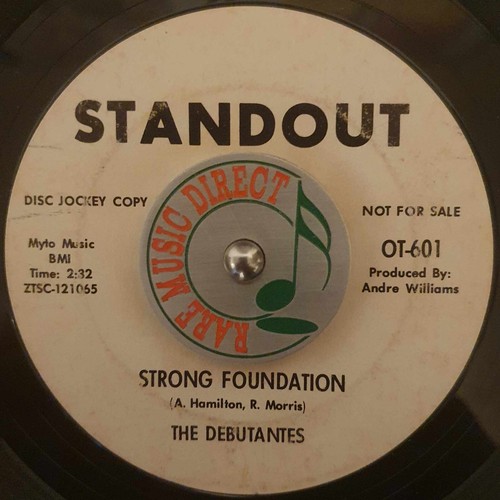 STANDOUT
DISC JOCKEY COPY
NOT FOR SALE
Myto Music
BMI
Time: 2:32
ZTSC-121065
OT-601
Produced By:
Andre Williams
RARE MUSIC DIRECT
STRONG FOUNDATION
(A. Hamilton, R. Morris)
THE DEBUTANTES